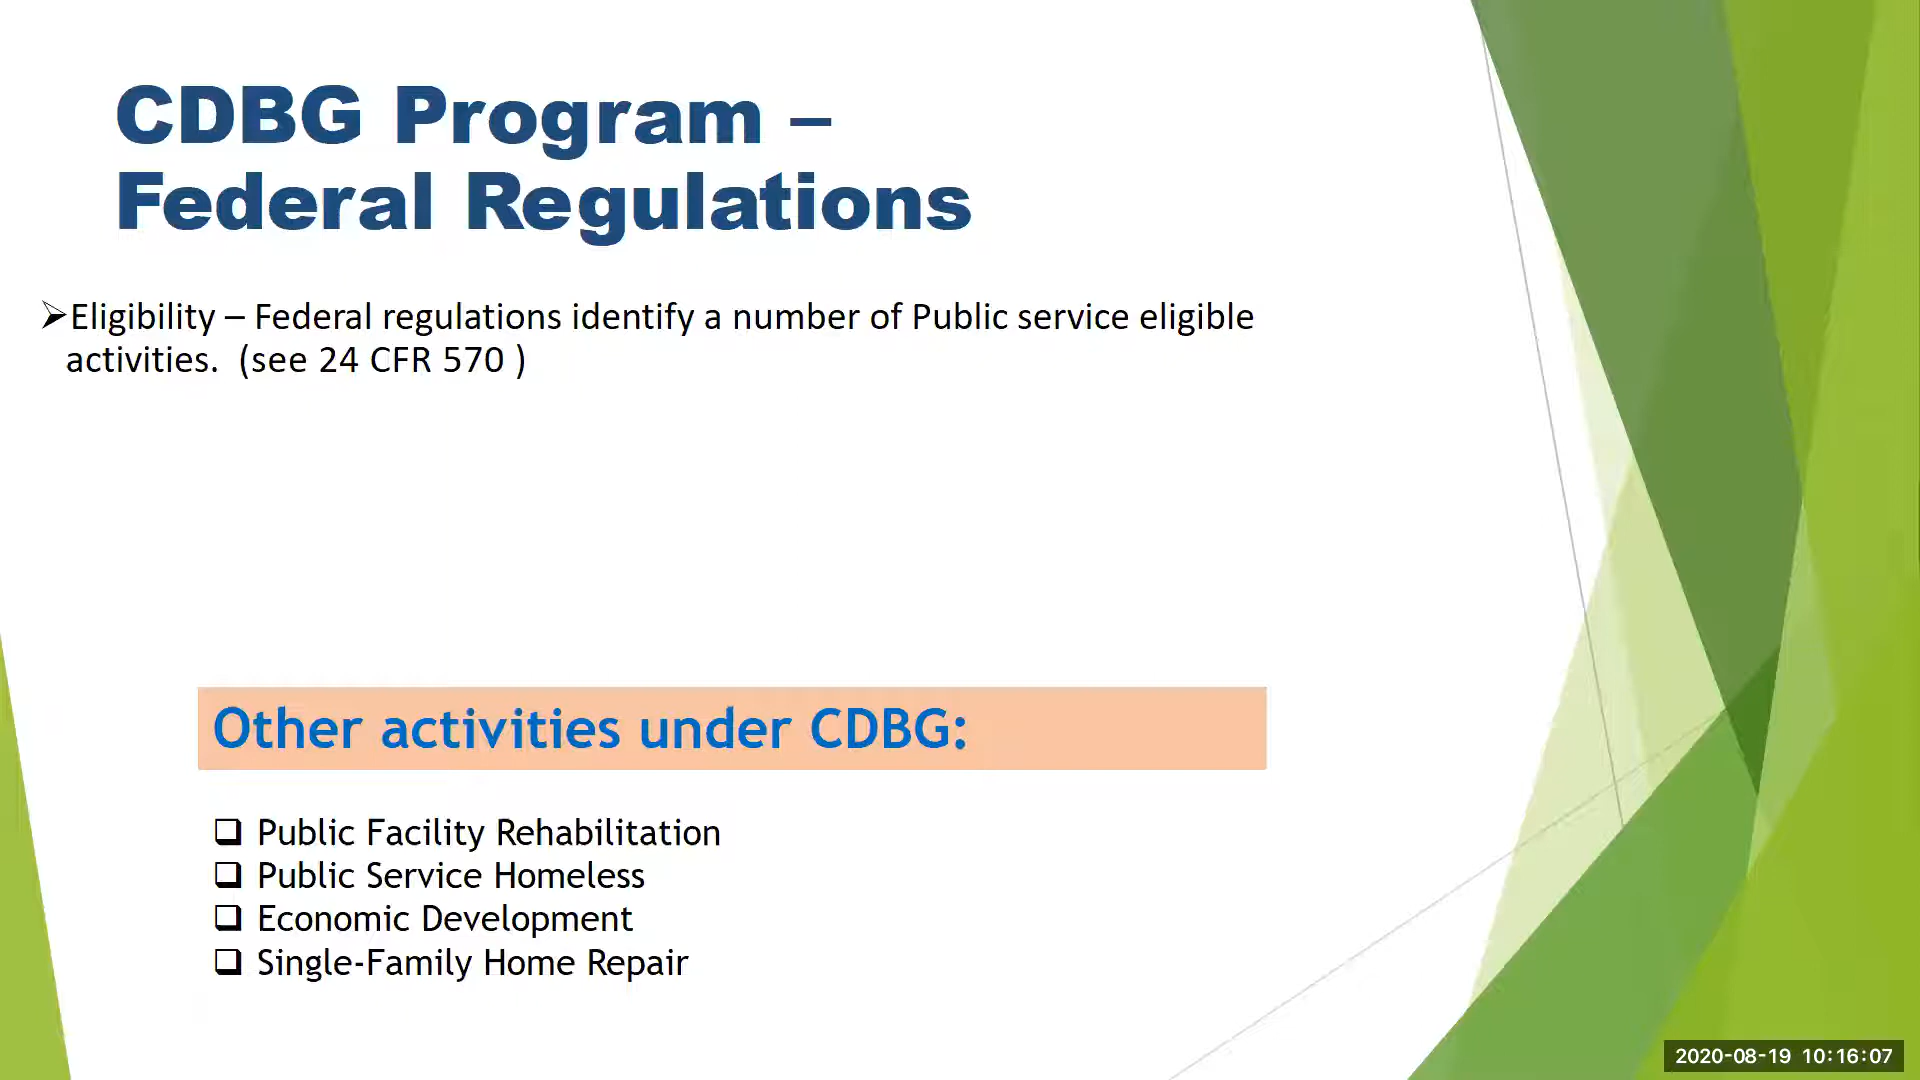 CDBG Program –
Federal Regulations
➢Eligibility – Federal regulations identify a number of Public service eligible
activities.  (see 24 CFR 570 )
Other activities under CDBG:
❑ Public Facility Rehabilitation
❑ Public Service Homeless
❑ Economic Development
❑ Single-Family Home Repair
2020-08-19 10:16:07